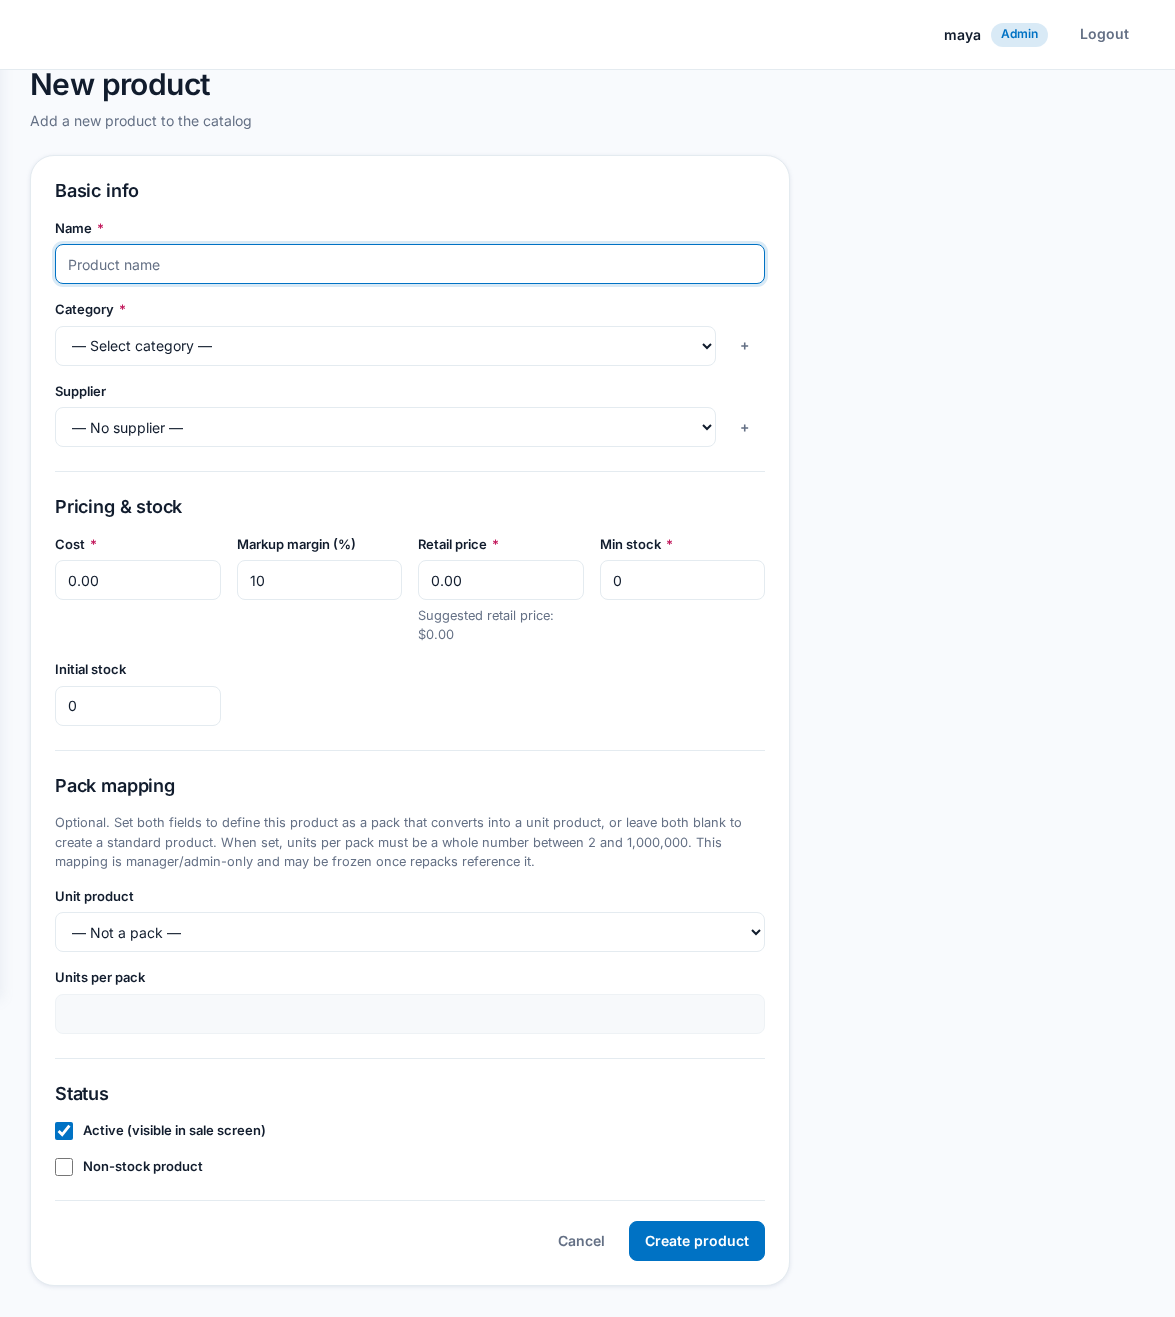 maya Admin Logout
New product
Add a new product to the catalog
Basic info
Name *
Product name
Category *
— Select category —
+
Supplier
— No supplier —
+
Pricing & stock
Cost * Markup margin (%) Retail price * Min stock *
0.00 10 0.00 0
Suggested retail price:
$0.00
Initial stock
0
Pack mapping
Optional. Set both fields to define this product as a pack that converts into a unit product, or leave both blank to
create a standard product. When set, units per pack must be a whole number between 2 and 1,000,000. This
mapping is manager/admin-only and may be frozen once repacks reference it.
Unit product
— Not a pack —
Units per pack
Status
Active (visible in sale screen)
Non-stock product
Cancel Create product